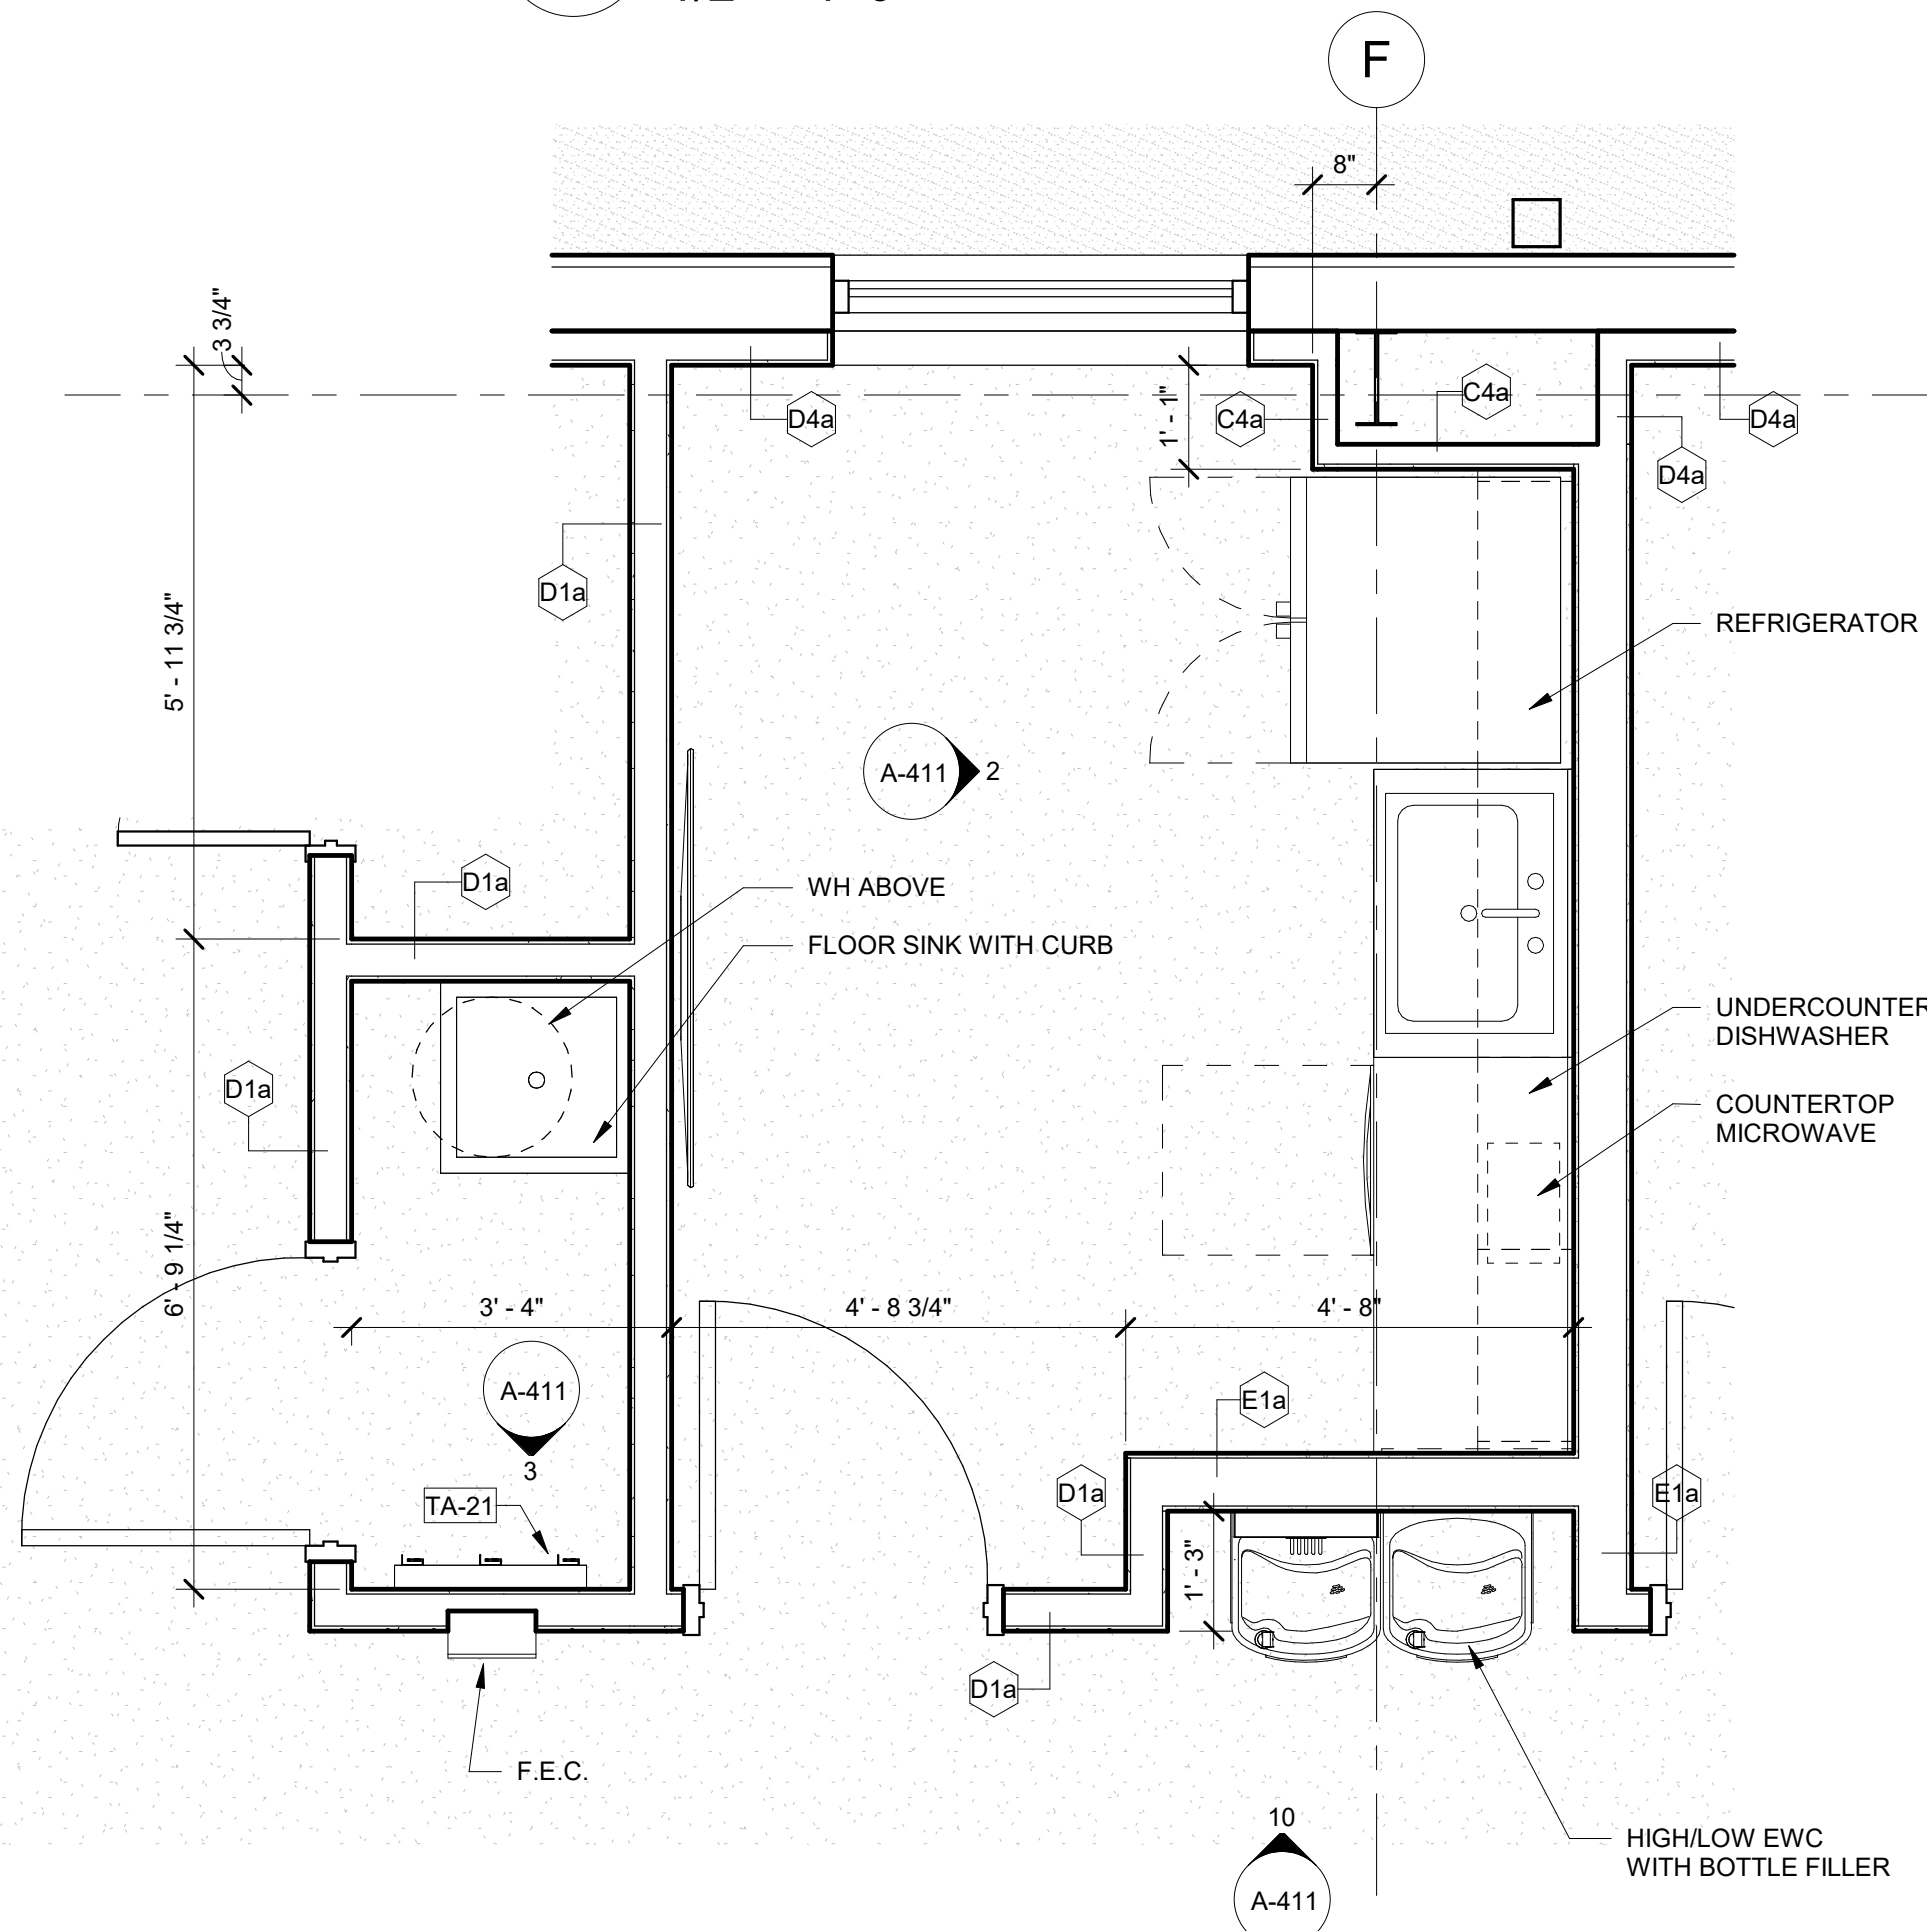 F
8"
3 3/4"
C4a
D4a
C4a
D4a
1' - 1"
D4a
D1a
5' - 11 3/4"
REFRIGERATOR
A-411
2
D1a
WH ABOVE
FLOOR SINK WITH CURB
UNDERCOUNTER
DISHWASHER
D1a
COUNTERTOP
MICROWAVE
6' - 9 1/4"
3' - 4"
4' - 8 3/4"
4' - 8"
A-411
3
E1a
TA-21
D1a
E1a
1' - 3"
D1a
F.E.C.
10
A-411
HIGH/LOW EWC
WITH BOTTLE FILLER